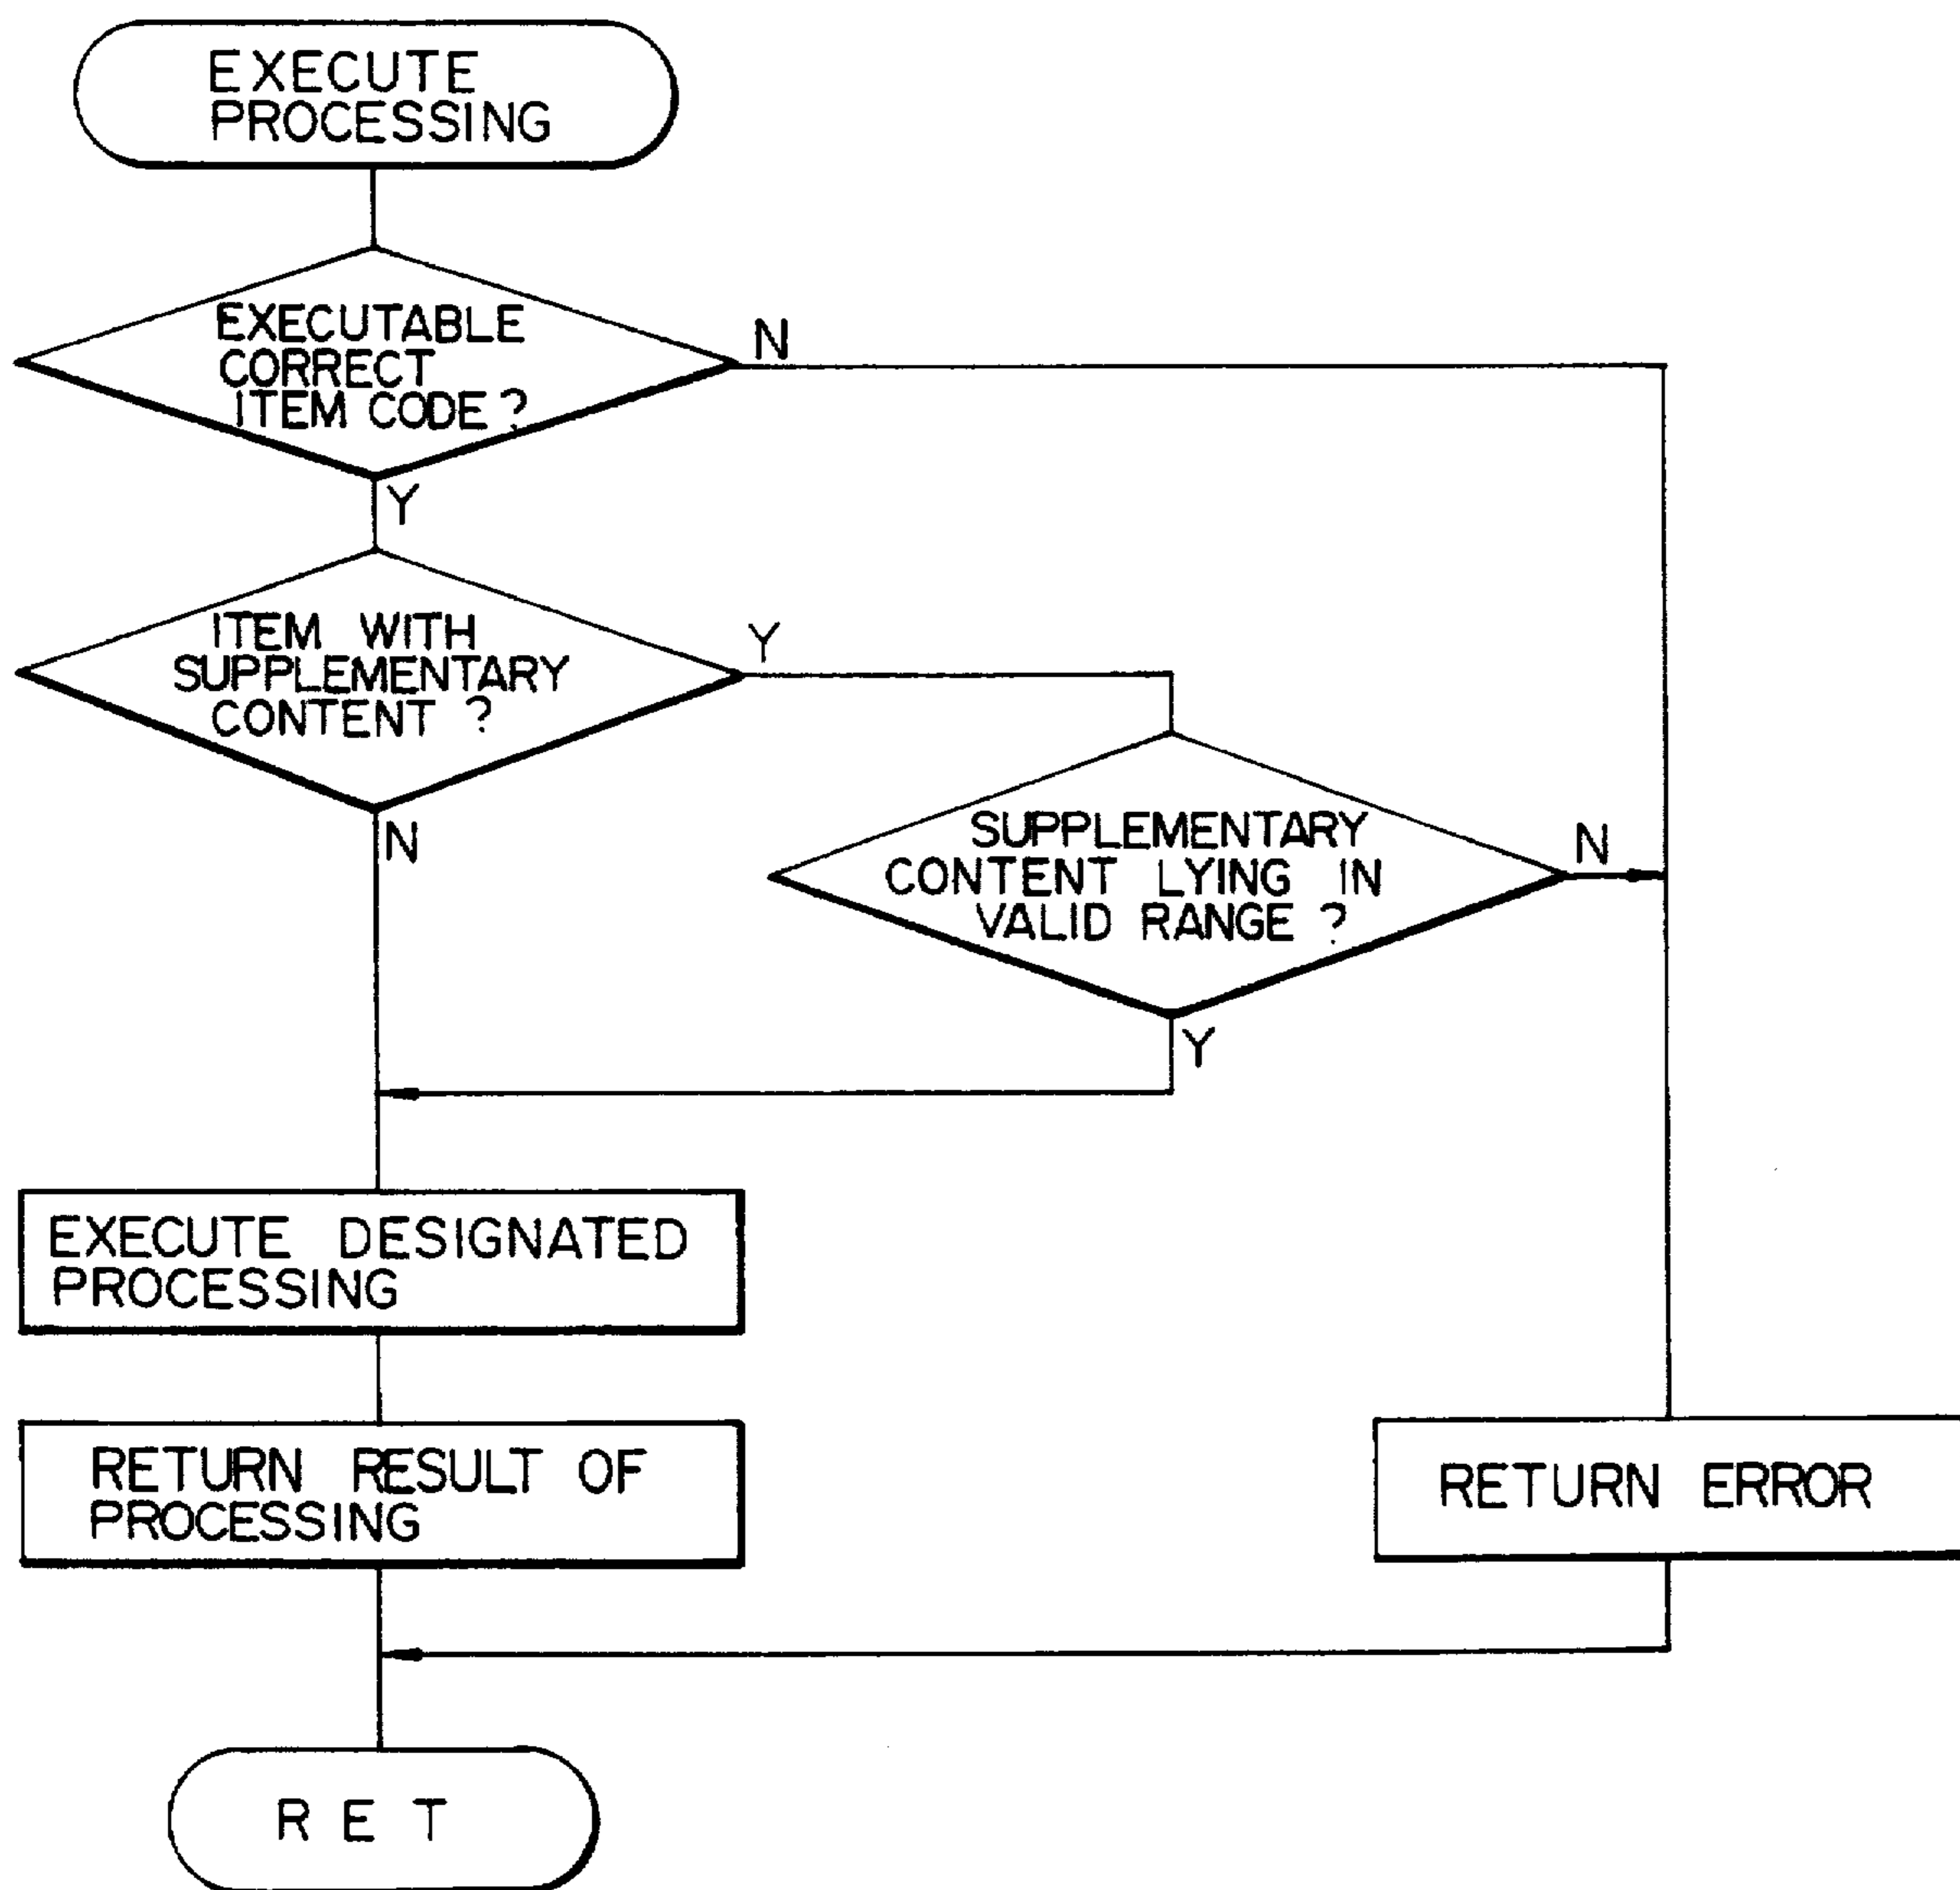 EXECUTE
PROCESSING
EXECUTABLE
CORRECT
ITEM CODE ?
N
Y
ITEM WITH
SUPPLEMENTARY
CONTENT ?
Y
N
SUPPLEMENTARY
CONTENT LYING IN
VALID RANGE ?
N
Y
EXECUTE DESIGNATED
PROCESSING
RETURN RESULT OF
PROCESSING
RETURN ERROR
RET